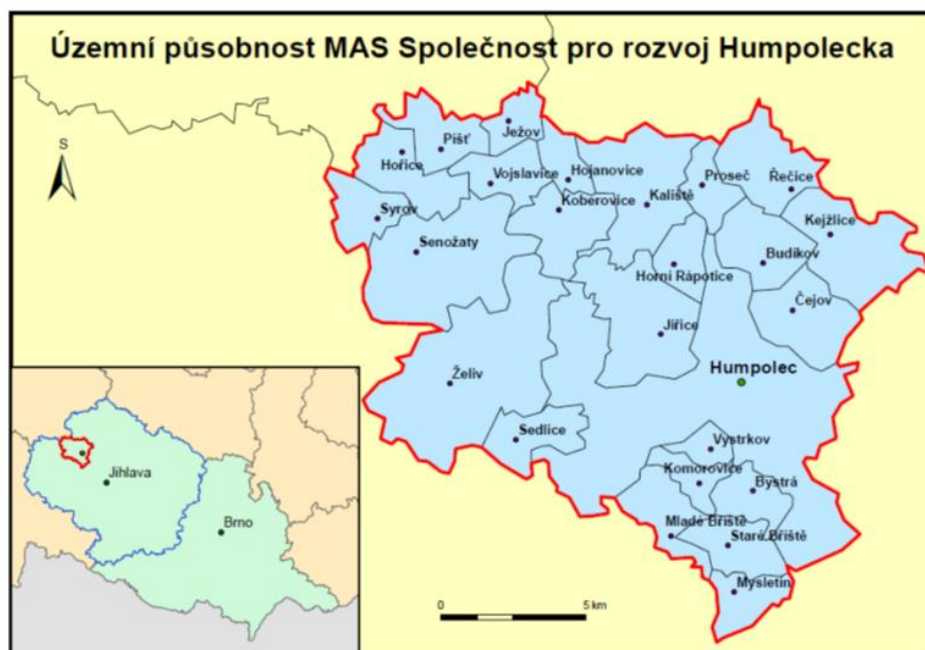 Územní působnost MAS Společnost pro rozvoj Humpolecka
S
Ježov
Píšť
Hořice
Vojslavice
Hojanovice
Proseč
Řečice
Koberovice
Kaliště
Syrov
Kejžlice
Senožaty
Budíkov
Horní Rápotice
Čejov
Jiřice
Humpolec
Želiv
Sedlice
Vystrkov
Komorovice
Bystrá
Mladé Bříště
Staré Bříště
Mysletín
Jihlava
Brno
0 5 km